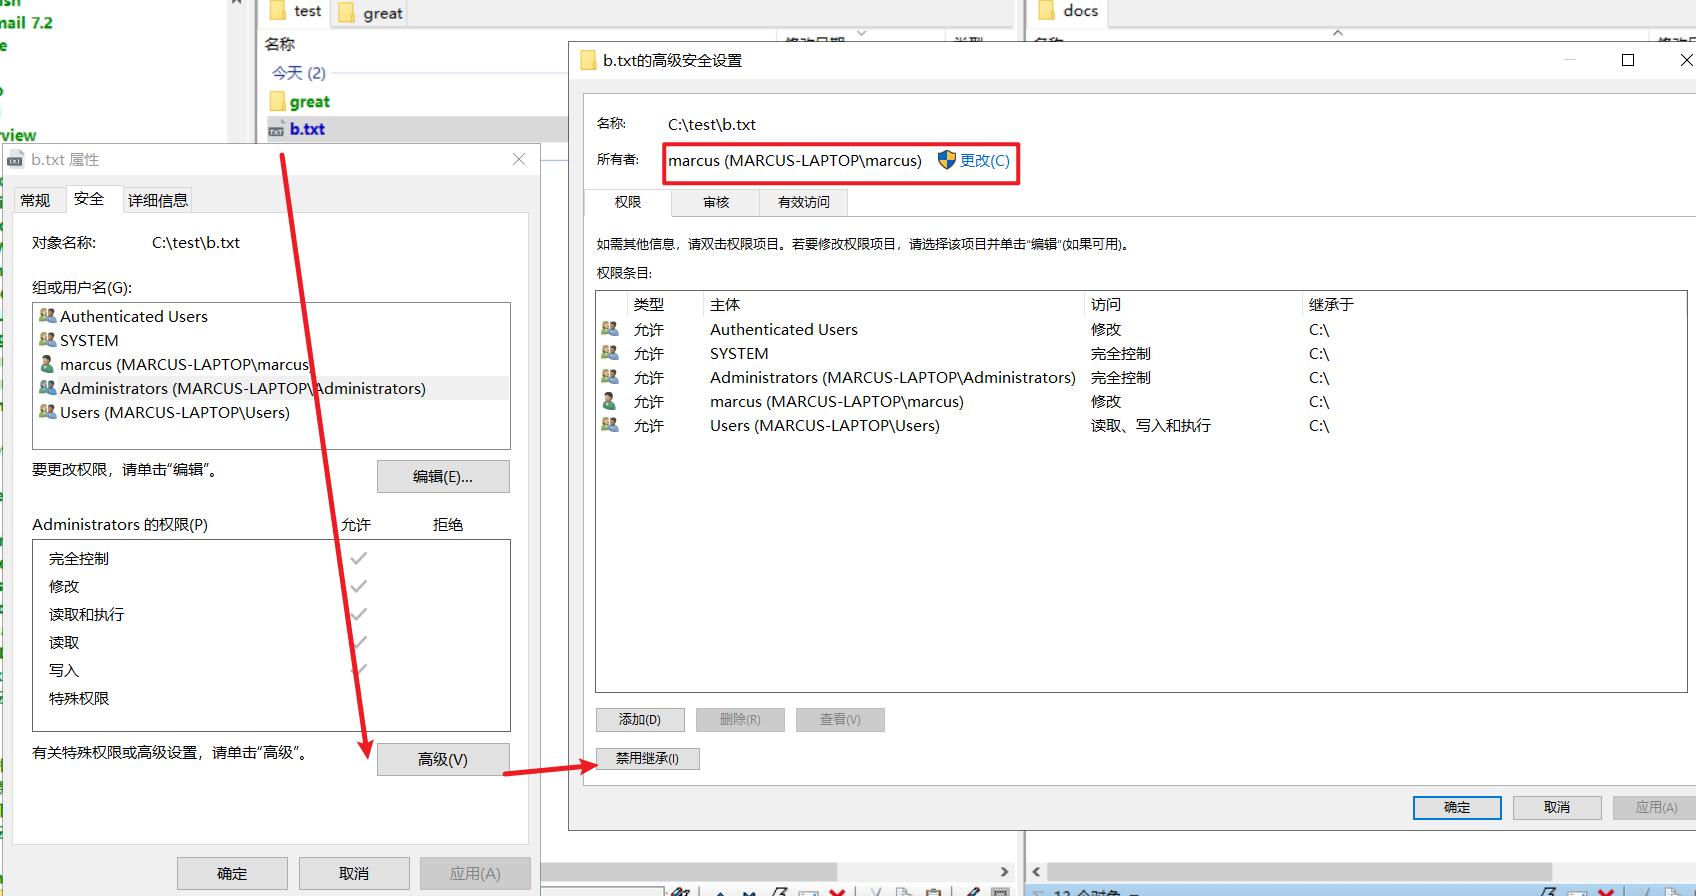 mail 7.2
view
test
great
名称
今天 (2)
great
b.txt
docs
b.txt 属性
常规
安全
详细信息
对象名称:
C:\test\b.txt
组或用户名(G):
Authenticated Users
SYSTEM
marcus (MARCUS-LAPTOP\marcus
Administrators (MARCUS-LAPTOP\Administrators)
Users (MARCUS-LAPTOP\Users)
要更改权限，请单击“编辑”。
编辑(E)...
Administrators 的权限(P)
允许
拒绝
完全控制
修改
读取和执行
读取
写入
特殊权限
有关特殊权限或高级设置，请单击“高级”。
高级(V)
确定
取消
应用(A)
b.txt的高级安全设置
名称:
C:\test\b.txt
所有者:
marcus (MARCUS-LAPTOP\marcus)
更改(C)
权限
审核
有效访问
如需其他信息，请双击权限项目。若要修改权限项目，请选择该项目并单击“编辑”(如果可用)。
权限条目:
类型 主体 访问 继承于
允许 Authenticated Users 修改 C:\
允许 SYSTEM 完全控制 C:\
允许 Administrators (MARCUS-LAPTOP\Administrators) 完全控制 C:\
允许 marcus (MARCUS-LAPTOP\marcus) 修改 C:\
允许 Users (MARCUS-LAPTOP\Users) 读取、写入和执行 C:\
添加(D)
删除(R)
查看(V)
禁用继承(I)
确定
取消
应用(A)